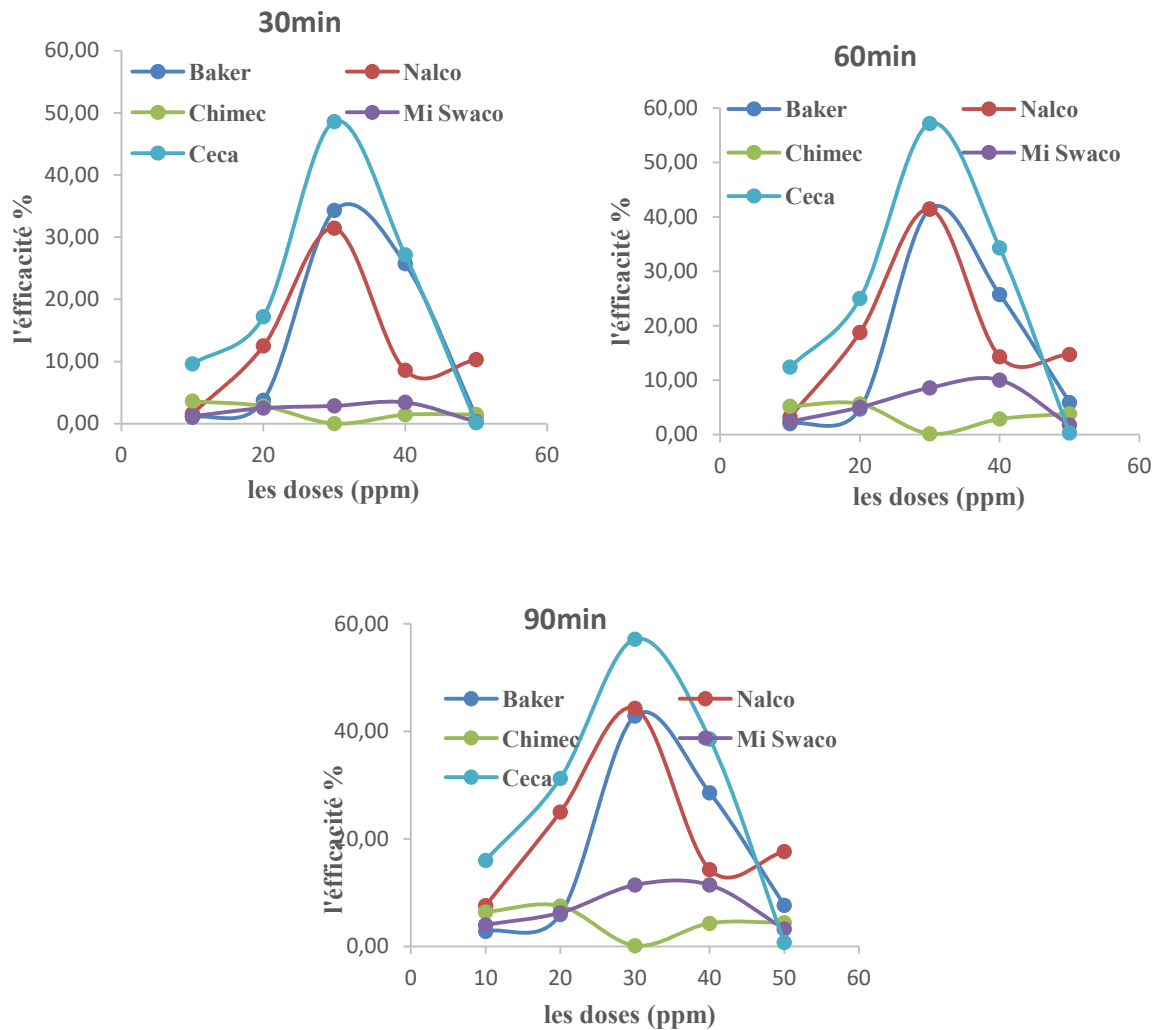 30min
60,00
50,00
40,00
30,00
20,00
10,00
0,00
0 20 40 60
l'éfficacité %
les doses (ppm)
Baker Nalco
Chimec Mi Swaco
Ceca
60min
60,00
50,00
40,00
30,00
20,00
10,00
0,00
0 20 40 60
l'éfficacité %
les doses (ppm)
Baker Nalco
Chimec Mi Swaco
Ceca
90min
60,00
40,00
20,00
0,00
0 10 20 30 40 50 60
l'éfficacité %
les doses (ppm)
Baker Nalco
Chimec Mi Swaco
Ceca